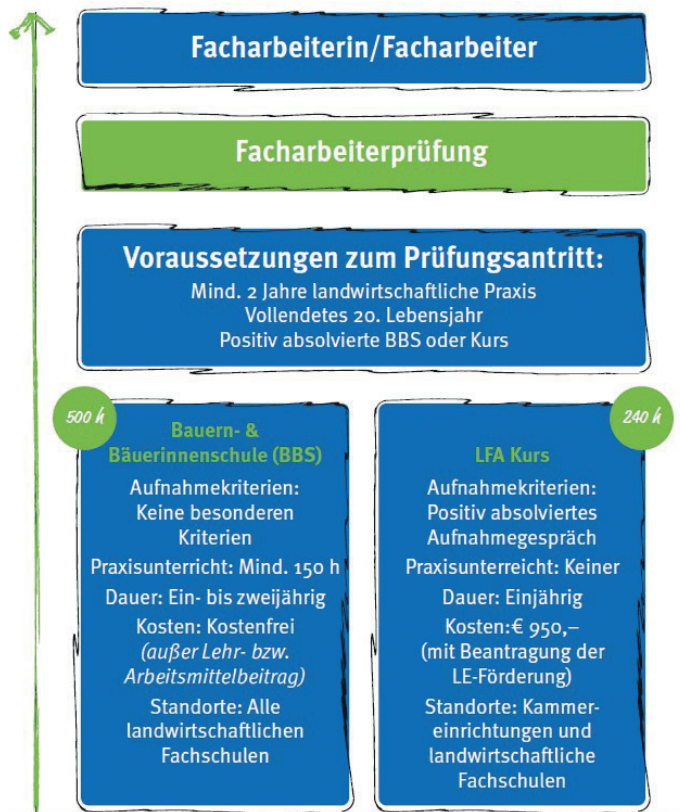 Facharbeiterin/Facharbeiter
Facharbeiterprüfung
Voraussetzungen zum Prüfungsantritt:
Mind. 2 Jahre landwirtschaftliche Praxis
Vollendetes 20. Lebensjahr
Positiv absolvierte BBS oder Kurs
500 h
Bauern- &
Bäuerinnenschule (BBS)
Aufnahmekriterien:
Keine besonderen
Kriterien
Praxisunterricht: Mind. 150 h
Dauer: Ein- bis zweijährig
Kosten: Kostenfrei
(außer Lehr- bzw.
Arbeitsmittelbeitrag)
Standorte: Alle
landwirtschaftlichen
Fachschulen
240 h
LFA Kurs
Aufnahmekriterien:
Positiv absolviertes
Aufnahmegespräch
Praxisunterreicht: Keiner
Dauer: Einjährig
Kosten:€ 950,–
(mit Beantragung der
LE-Förderung)
Standorte: Kammer-
einrichtungen und
landwirtschaftliche
Fachschulen